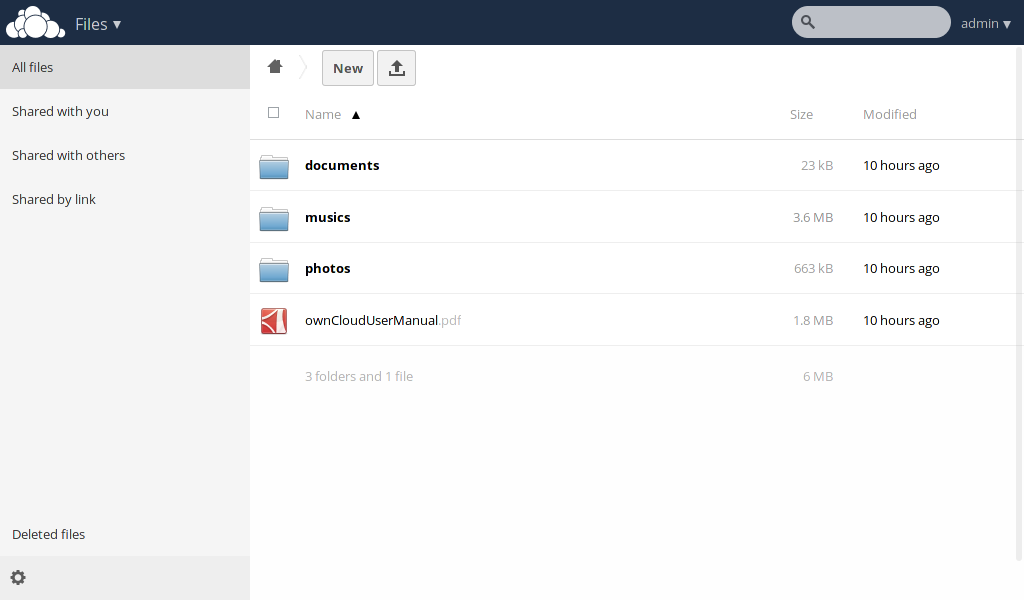 Files ▼
admin ▼
All files
Shared with you
Shared with others
Shared by link
Deleted files
New
Name ▲ Size Modified
documents 23 kB 10 hours ago
musics 3.6 MB 10 hours ago
photos 663 kB 10 hours ago
ownCloudUserManual.pdf 1.8 MB 10 hours ago
3 folders and 1 file 6 MB